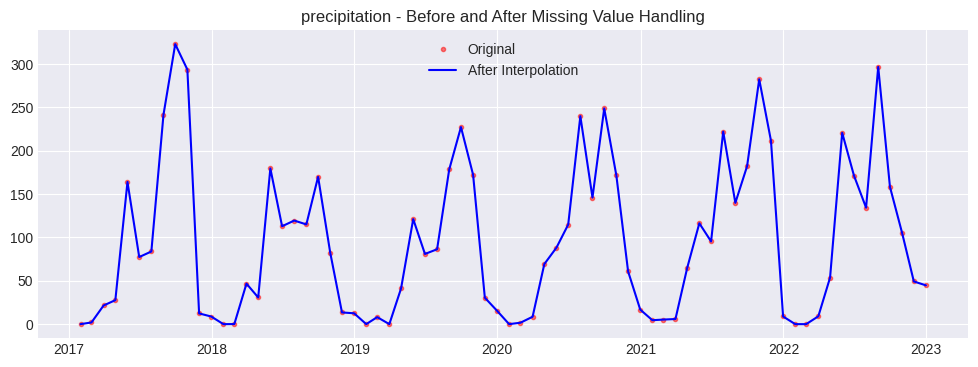 precipitation - Before and After Missing Value Handling
Original
After Interpolation
300
250
200
150
100
50
0
2017 2018 2019 2020 2021 2022 2023